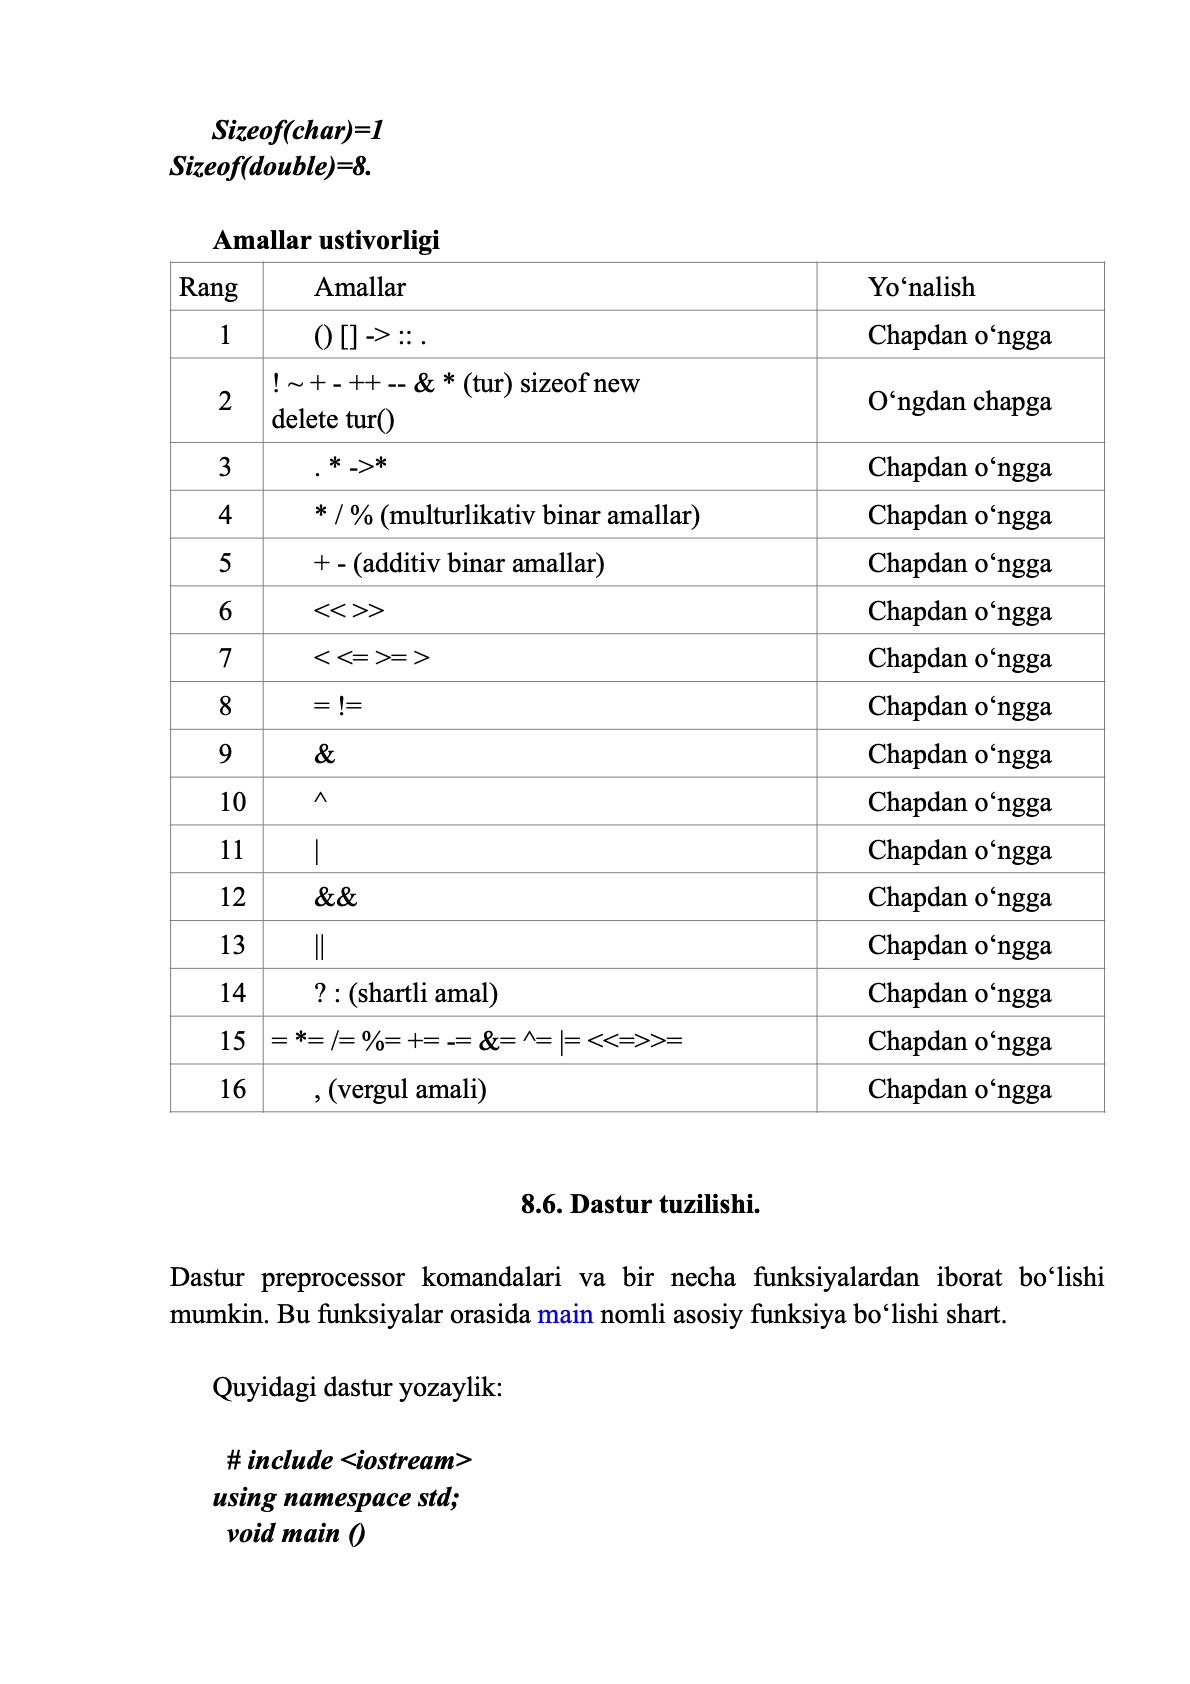 Sizeof(char)=1
Sizeof(double)=8.
Amallar ustivorligi
Rang Amallar Yo‘nalish
1 () [] -> :: . Chapdan o‘ngga
2 ! ~ + - ++ -- & * (tur) sizeof new
delete tur() O‘ngdan chapga
3 . * ->* Chapdan o‘ngga
4 * / % (multurlikativ binar amallar) Chapdan o‘ngga
5 + - (additiv binar amallar) Chapdan o‘ngga
6 << >> Chapdan o‘ngga
7 < <= >= > Chapdan o‘ngga
8 = != Chapdan o‘ngga
9 & Chapdan o‘ngga
10 ^ Chapdan o‘ngga
11 | Chapdan o‘ngga
12 && Chapdan o‘ngga
13 || Chapdan o‘ngga
14 ? : (shartli amal) Chapdan o‘ngga
15 = *= /= %= += -= &= ^= |= <<=>>= Chapdan o‘ngga
16 , (vergul amali) Chapdan o‘ngga
8.6. Dastur tuzilishi.
Dastur preprocessor komandalari va bir necha funksiyalardan iborat bo‘lishi
mumkin. Bu funksiyalar orasida main nomli asosiy funksiya bo‘lishi shart.
Quyidagi dastur yozaylik:
# include <iostream>
using namespace std;
void main ()